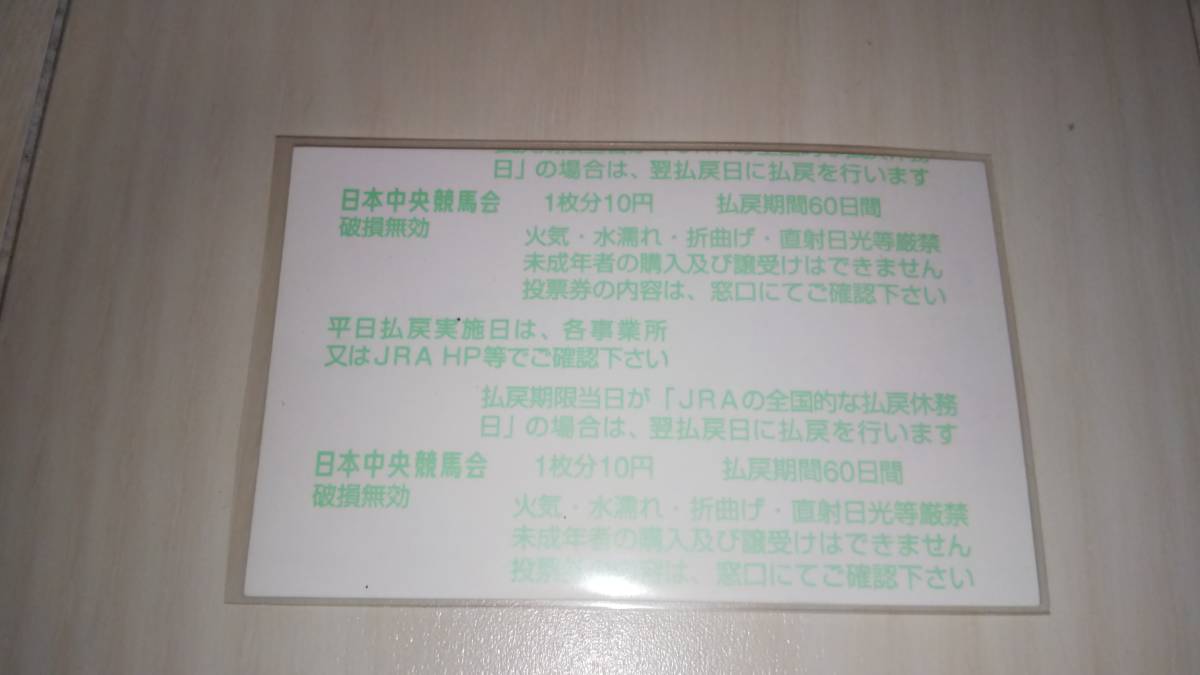 日」の場合は、翌払戻日に払戻を行います
日本中央競馬会 1枚分10円 払戻期間60日間
破損無効
火気・水濡れ・折曲げ・直射日光等厳禁
未成年者の購入及び譲受けはできません
投票券の内容は、窓口にてご確認下さい
平日払戻実施日は、各事業所
又はJRA HP等でご確認下さい
払戻期限当日が「JRAの全国的な払戻休務
日」の場合は、翌払戻日に払戻を行います
日本中央競馬会 1枚分10円 払戻期間60日間
破損無効
火気・水濡れ・折曲げ・直射日光等厳禁
未成年者の購入及び譲受けはできません
投票券の内容は、窓口にてご確認下さい